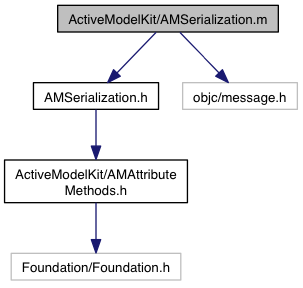 ActiveModelKit/AMSerialization.m
AMSerialization.h
objc/message.h
ActiveModelKit/AMAttribute
Methods.h
Foundation/Foundation.h